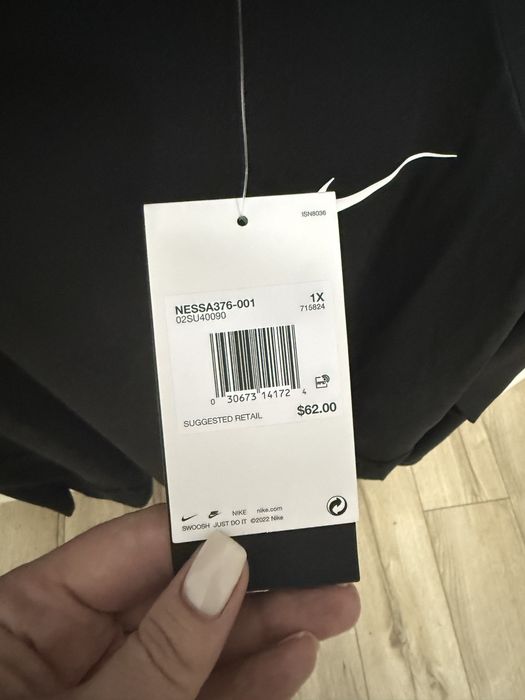 ISN8036
NESSA376-001 1X
02SU40090 715824
0 30673 14172 4
SUGGESTED RETAIL $62.00
NIKE nike.com
SWOOSH JUST DO IT ©2022 Nike